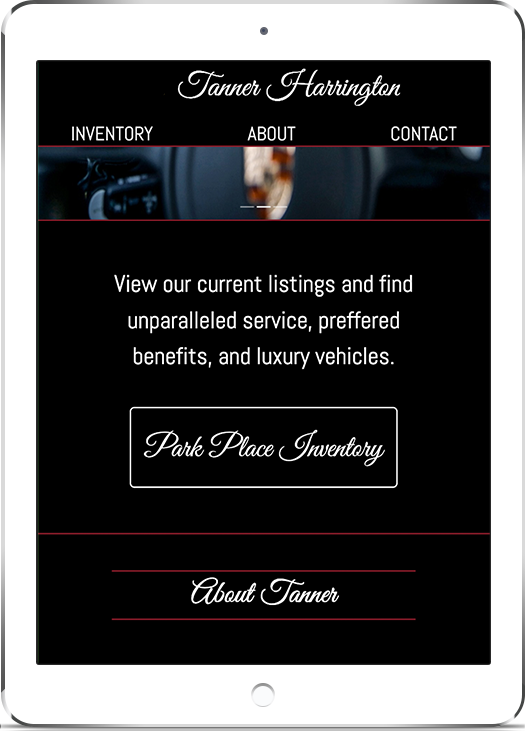 Tanner Harrington
INVENTORY ABOUT CONTACT
View our current listings and find
unparalleled service, preffered
benefits, and luxury vehicles.
Park Place Inventory
About Tanner